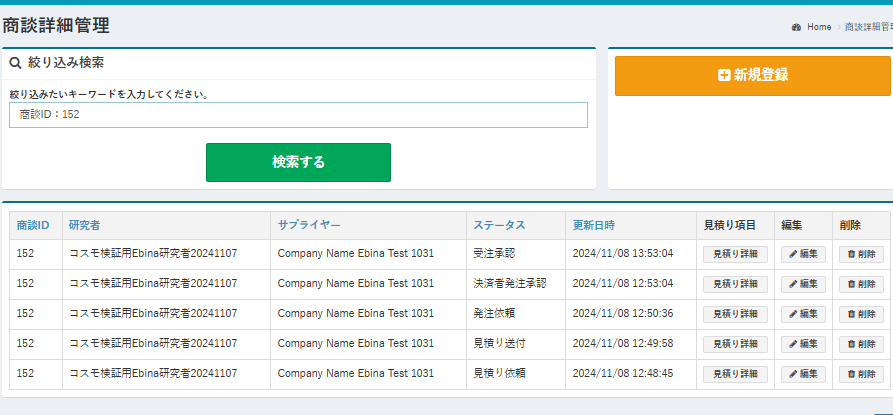 商談詳細管理
Home > 商談詳細管
絞り込み検索
新規登録
絞り込みたいキーワードを入力してください。
商談ID：152
検索する
商談ID 研究者 サプライヤー ステータス 更新日時 見積り項目 編集 削除
152 コスモ検証用Ebina研究者20241107 Company Name Ebina Test 1031 受注承認 2024/11/08 13:53:04 見積り詳細 編集 削除
152 コスモ検証用Ebina研究者20241107 Company Name Ebina Test 1031 決済者発注承認 2024/11/08 12:53:04 見積り詳細 編集 削除
152 コスモ検証用Ebina研究者20241107 Company Name Ebina Test 1031 発注依頼 2024/11/08 12:50:36 見積り詳細 編集 削除
152 コスモ検証用Ebina研究者20241107 Company Name Ebina Test 1031 見積り送付 2024/11/08 12:49:58 見積り詳細 編集 削除
152 コスモ検証用Ebina研究者20241107 Company Name Ebina Test 1031 見積り依頼 2024/11/08 12:48:45 見積り詳細 編集 削除